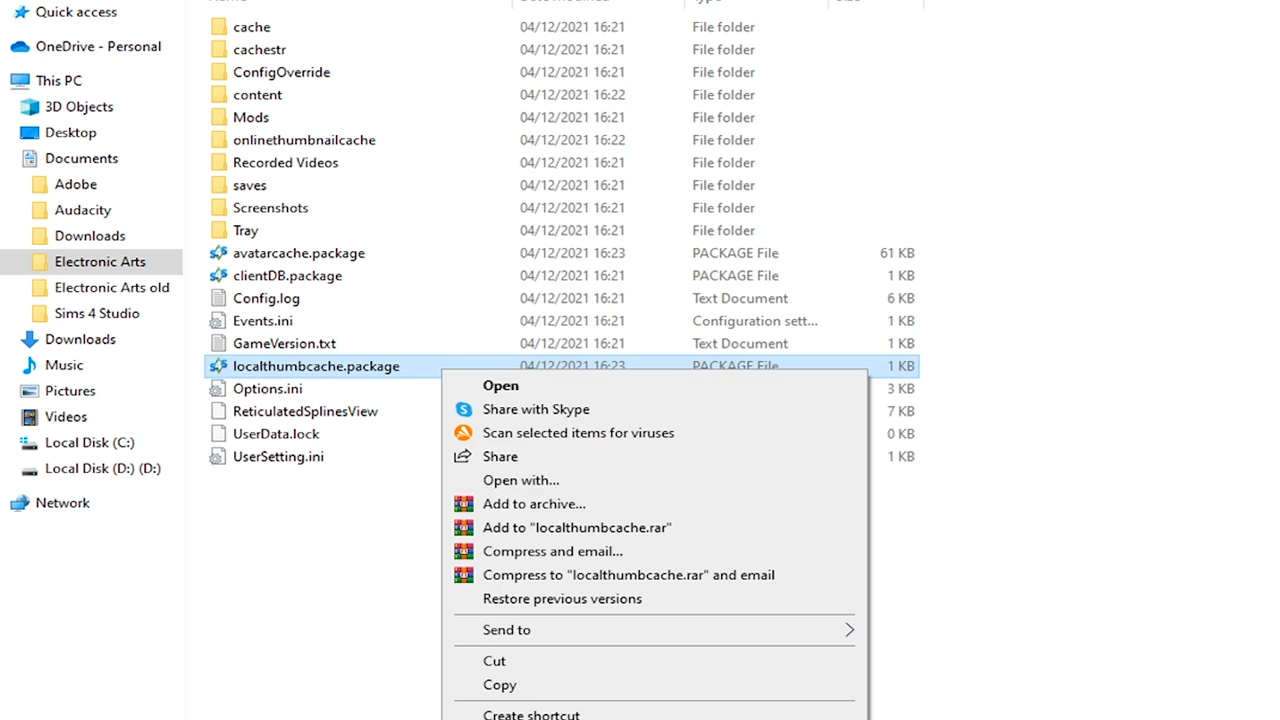 Quick access
OneDrive - Personal
This PC
3D Objects
Desktop
Documents
Adobe
Audacity
Downloads
Electronic Arts
Electronic Arts old
Sims 4 Studio
Downloads
Music
Pictures
Videos
Local Disk (C:)
Local Disk (D:) (D:)
Network
cache 04/12/2021 16:21 File folder
cachestr 04/12/2021 16:21 File folder
ConfigOverride 04/12/2021 16:21 File folder
content 04/12/2021 16:22 File folder
Mods 04/12/2021 16:21 File folder
onlinethumbnailcache 04/12/2021 16:22 File folder
Recorded Videos 04/12/2021 16:21 File folder
saves 04/12/2021 16:21 File folder
Screenshots 04/12/2021 16:21 File folder
Tray 04/12/2021 16:21 File folder
avatarcache.package 04/12/2021 16:23 PACKAGE File 61 KB
clientDB.package 04/12/2021 16:21 PACKAGE File 1 KB
Config.log 04/12/2021 16:21 Text Document 6 KB
Events.ini 04/12/2021 16:21 Configuration sett... 1 KB
GameVersion.txt 04/12/2021 16:21 Text Document 1 KB
localthumbcache.package 04/12/2021 16:23 PACKAGE File 1 KB
Options.ini 3 KB
ReticulatedSplinesView 7 KB
UserData.lock 0 KB
UserSetting.ini 1 KB
Open
Share with Skype
Scan selected items for viruses
Share
Open with...
Add to archive...
Add to "localthumbcache.rar"
Compress and email...
Compress to "localthumbcache.rar" and email
Restore previous versions
Send to
Cut
Copy
Create shortcut